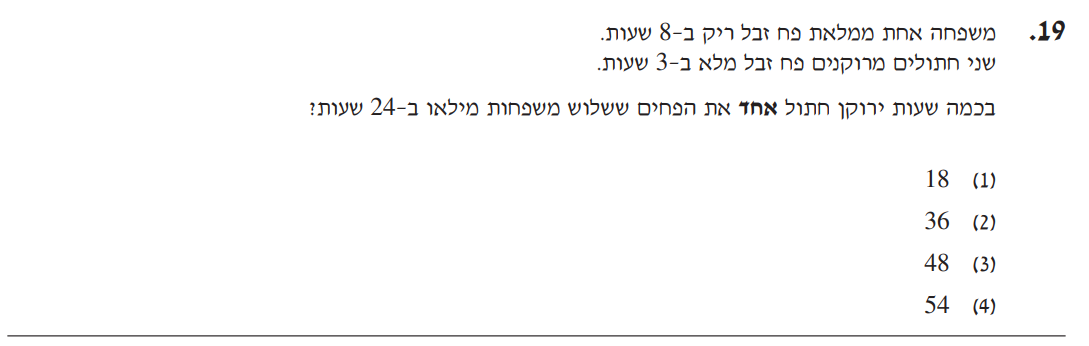 .19 משפחה אחת ממלאת פח זבל ריק ב-8 שעות.
שני חתולים מרוקנים פח זבל מלא ב-3 שעות.
בכמה שעות ירוקן חתול אחד את הפחים ששלוש משפחות מילאו ב-24 שעות?
(1) 18
(2) 36
(3) 48
(4) 54